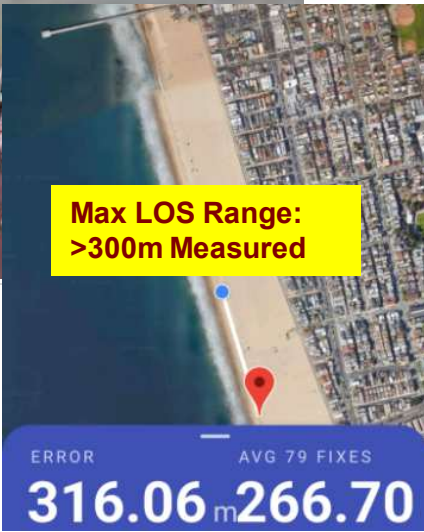 Max LOS Range:
>300m Measured
ERROR
AVG 79 FIXES
316.06 m
266.70